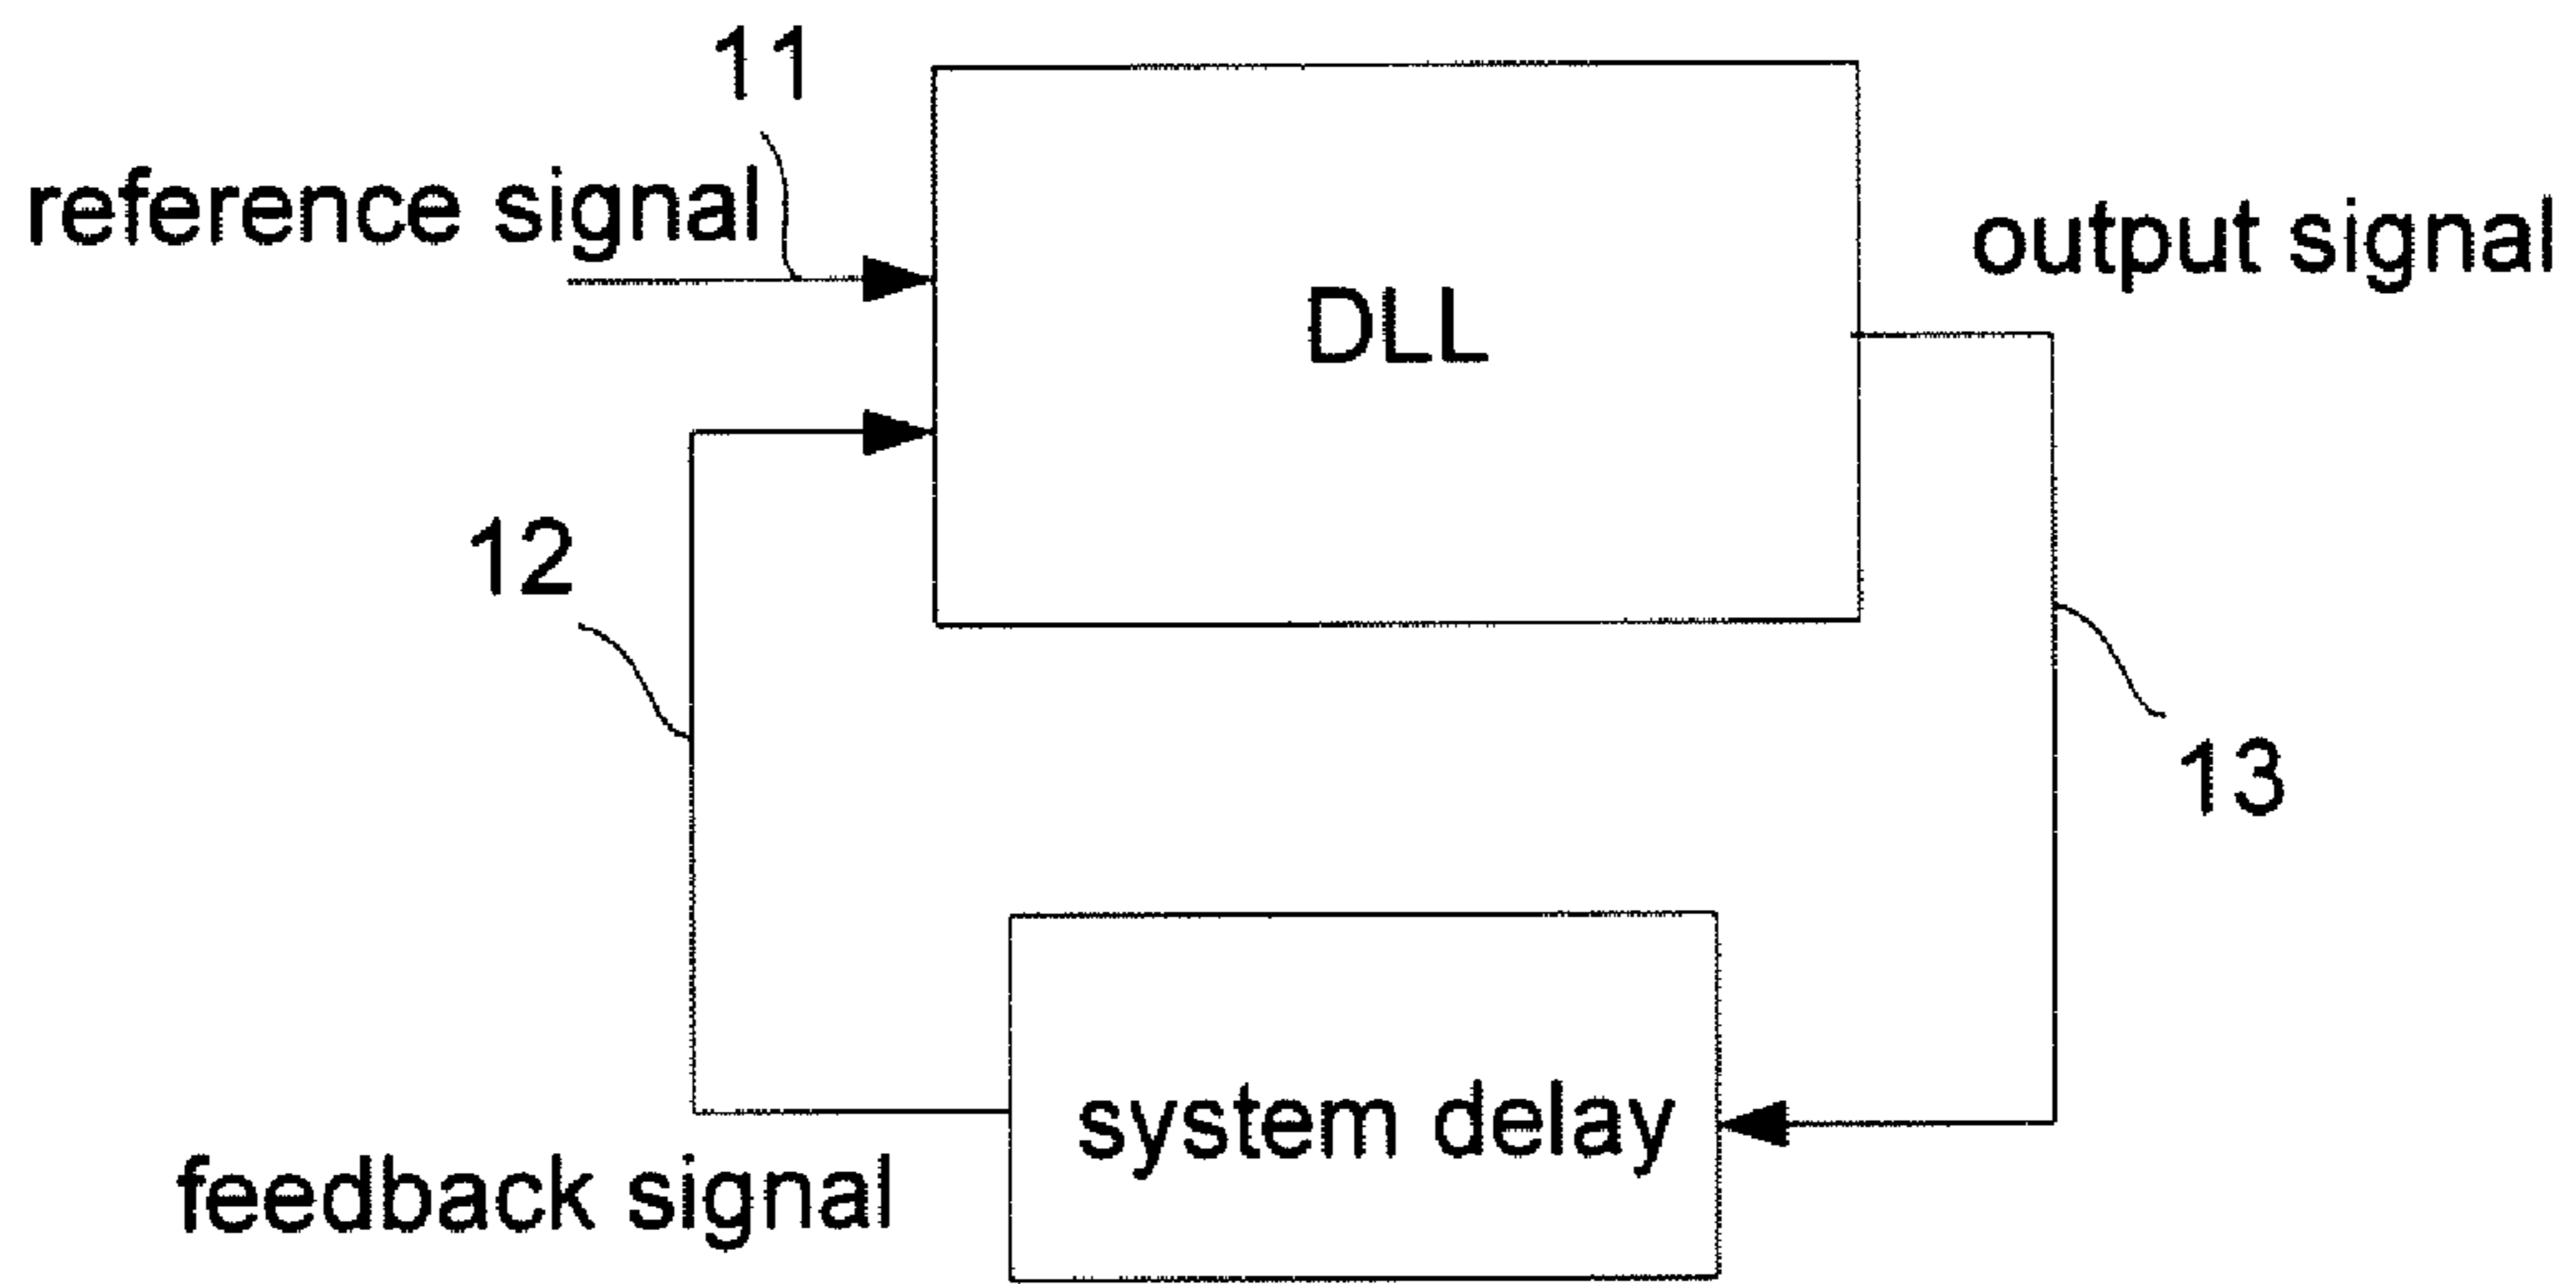 11
reference signal
output signal
DLL
12
13
system delay
feedback signal